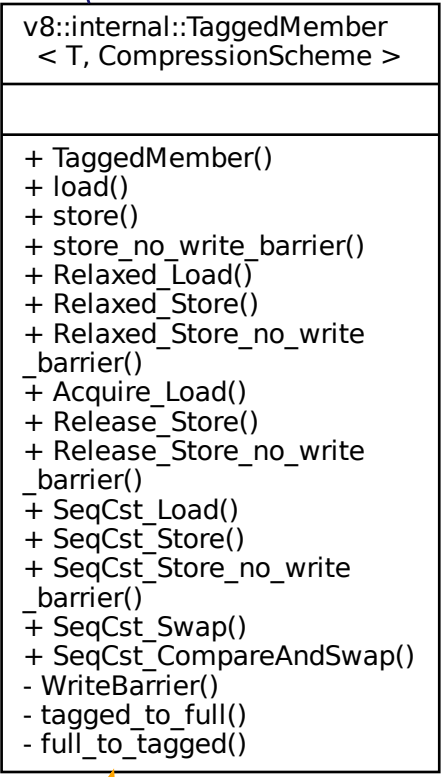 v8::internal::TaggedMember
< T, CompressionScheme >
+ TaggedMember()
+ load()
+ store()
+ store_no_write_barrier()
+ Relaxed_Load()
+ Relaxed_Store()
+ Relaxed_Store_no_write
_barrier()
+ Acquire_Load()
+ Release_Store()
+ Release_Store_no_write
_barrier()
+ SeqCst_Load()
+ SeqCst_Store()
+ SeqCst_Store_no_write
_barrier()
+ SeqCst_Swap()
+ SeqCst_CompareAndSwap()
- WriteBarrier()
- tagged_to_full()
- full_to_tagged()